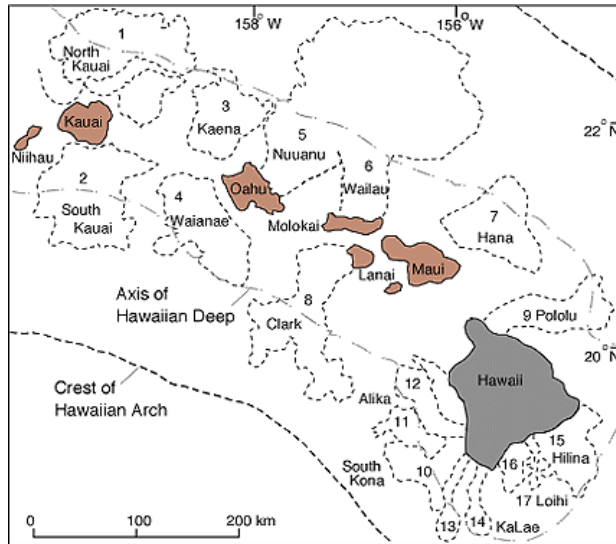 158° W
156° W
1
North
Kauai
3
Kaena
5
Nuuanu
22°
N
Kauai
Niihau
2
South
Kauai
4
Waianae
Oahu
6
Wailau
Molokai
7
Hana
Lanai
Maui
Axis of
Hawaiian Deep
8
Clark
9 Pololu
20°
N
Crest of
Hawaiian Arch
Hawaii
12
Alika
11
South
Kona
10
15
Hilina
16
17 Loihi
13
14
KaLae
0
100
200 km